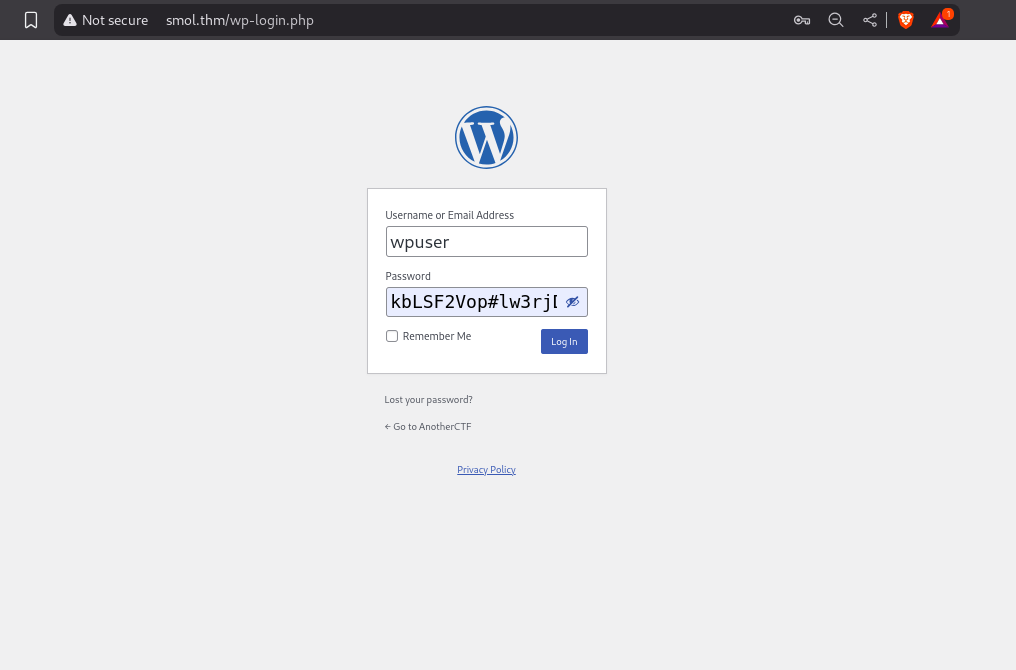 Not secure smol.thm/wp-login.php 1
Username or Email Address
wpuser
Password
kbLSF2Vop#lw3rj
Remember Me
Log In
Lost your password?
← Go to AnotherCTF
Privacy Policy